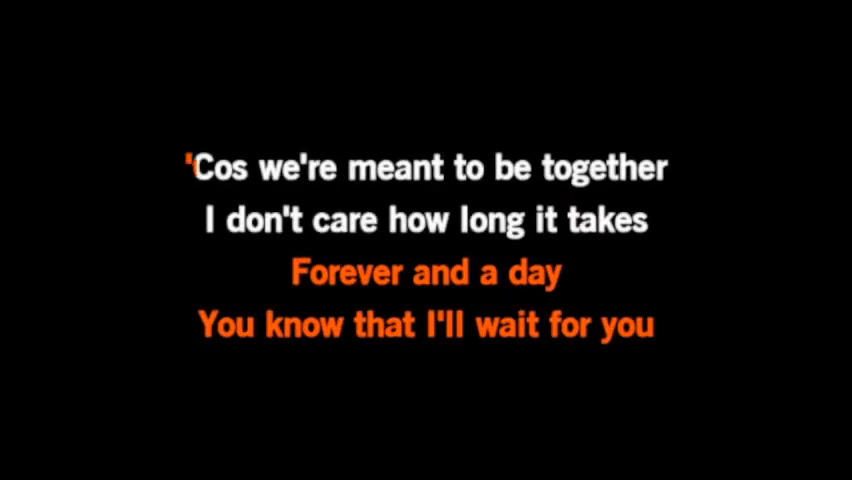 'Cos we're meant to be together
I don't care how long it takes
Forever and a day
You know that I'll wait for you